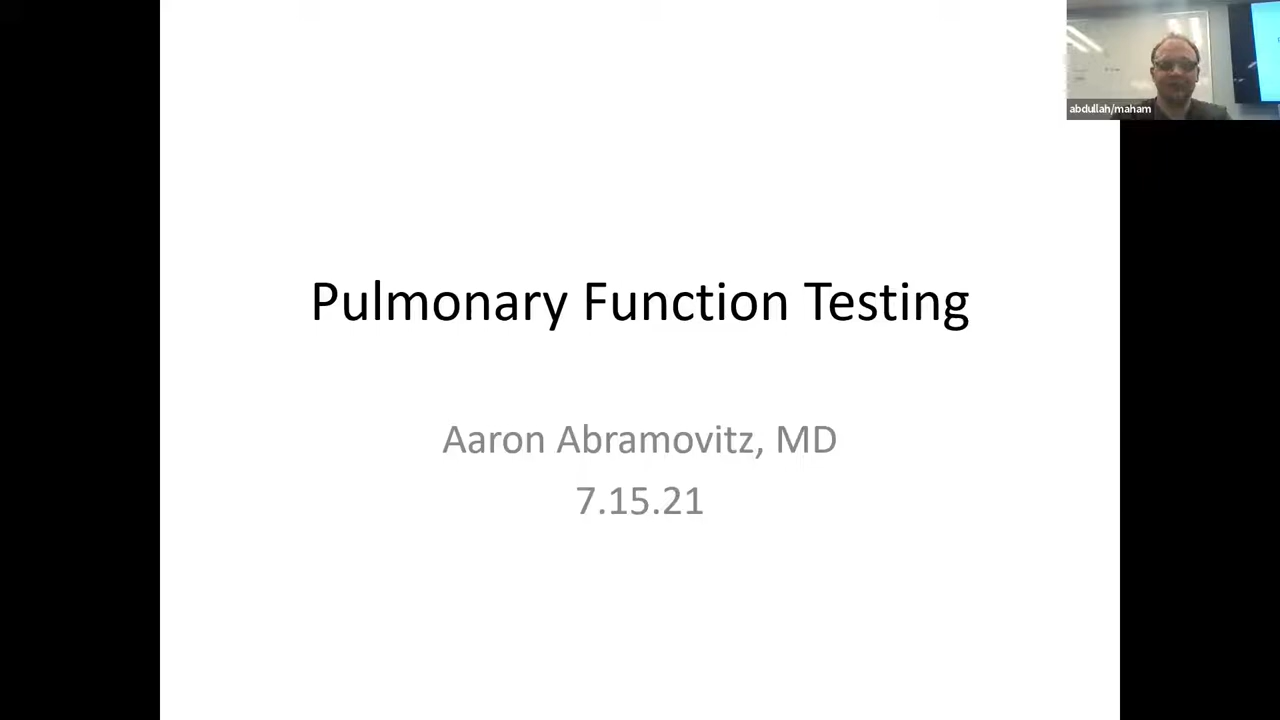 abdullah/maham
Pulmonary Function Testing
Aaron Abramovitz, MD
7.15.21